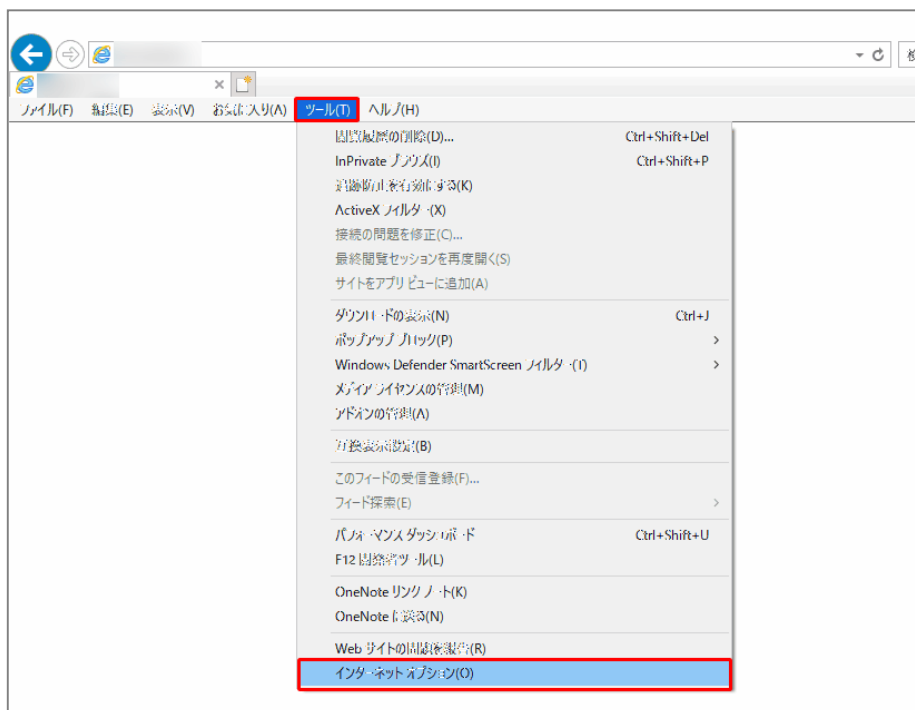 検
ファイル(F) 編集(E) 表示(V) お気に入り(A) ツール(T) ヘルプ(H)
閲覧履歴の削除(D)... Ctrl+Shift+Del
InPrivate ブラウズ(I) Ctrl+Shift+P
追跡防止を有効にする(K)
ActiveX フィルター(X)
接続の問題を修正(C)...
最終閲覧セッションを再度開く(S)
サイトをアプリ ビューに追加(A)
ダウンロードの表示(N) Ctrl+J
ポップアップ ブロック(P)
Windows Defender SmartScreen フィルター(T)
メディア ライセンスの管理(M)
アドオンの管理(A)
互換表示設定(B)
このフィードの受信登録(F)...
フィード探索(E)
パフォーマンス ダッシュボード Ctrl+Shift+U
F12 開発者ツール(L)
OneNote リンク ノート(K)
OneNote に送る(N)
Web サイトの問題を報告(R)
インターネット オプション(O)